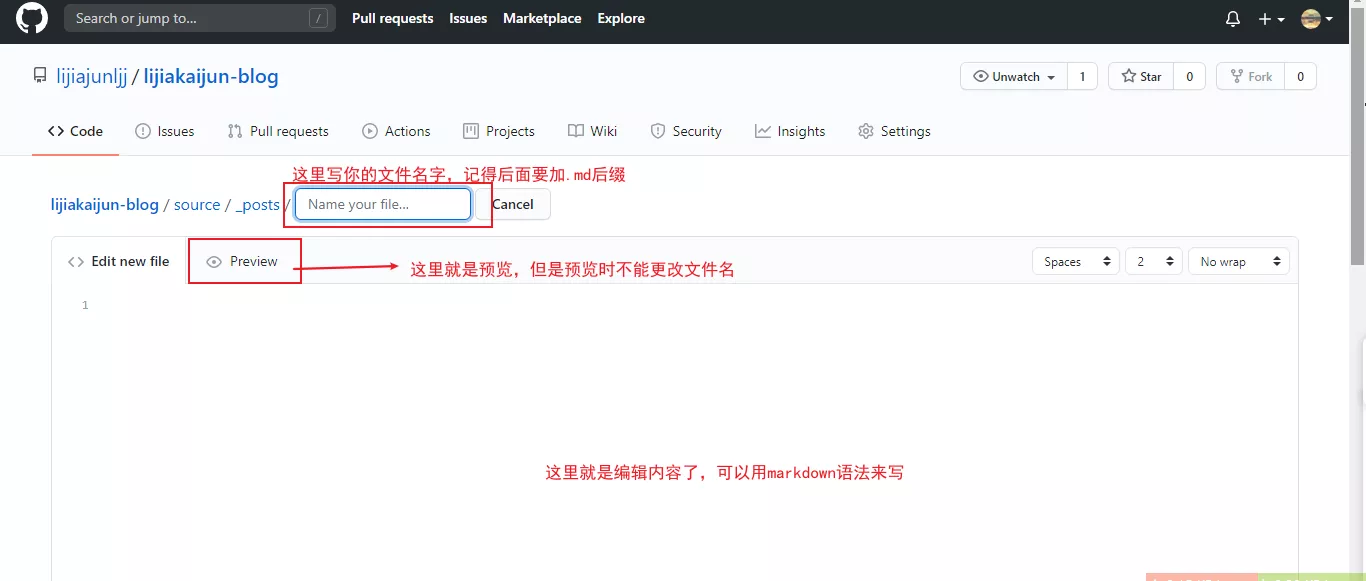 Search or jump to... /
Pull requests Issues Marketplace Explore
lijiajunljj / lijiakaijun-blog
Unwatch 1 Star 0 Fork 0
Code Issues Pull requests Actions Projects Wiki Security Insights Settings
这里写你的文件名字，记得后面要加.md后缀
lijiakaijun-blog / source / _posts / Name your file... Cancel
Edit new file Preview
这里就是预览，但是预览时不能更改文件名
Spaces 2 No wrap
1
这里就是编辑内容了，可以用markdown语法来写